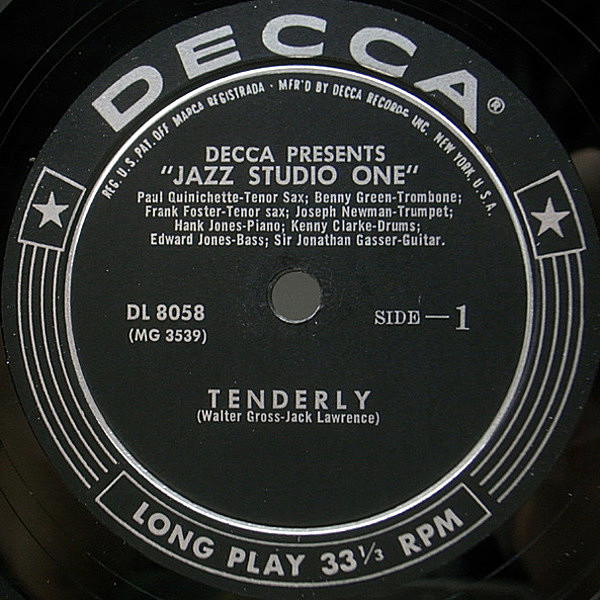 DECCA®
REG. U.S. PAT. OFF MARCA REGISTRADA · MFR'D BY DECCA RECORDS INC. NEW YORK, U.S.A.
DECCA PRESENTS
"JAZZ STUDIO ONE"
Paul Quinichette-Tenor Sax; Benny Green-Trombone;
Frank Foster-Tenor sax; Joseph Newman-Trumpet;
Hank Jones-Piano; Kenny Clarke-Drums;
Edward Jones-Bass; Sir Jonathan Gasser-Guitar.
DL 8058
(MG 3539)
SIDE — 1
TENDERLY
(Walter Gross-Jack Lawrence)
LONG PLAY 33⅓ RPM